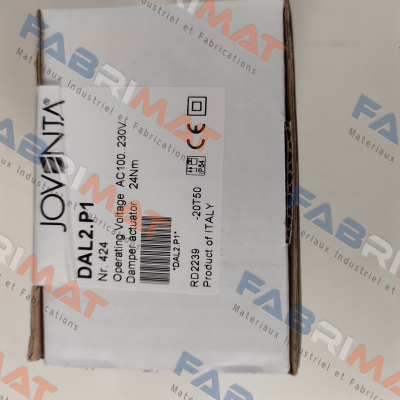 JOVENTA®
DAL2.P1
Nr. 424
Operating Voltage AC100..230V
Damper actuator 24Nm
*DAL2.P1*
RD2239 -20T50
Product of ITALY
IP54
FABRIMAT
Matériaux Industriel et Fabrications